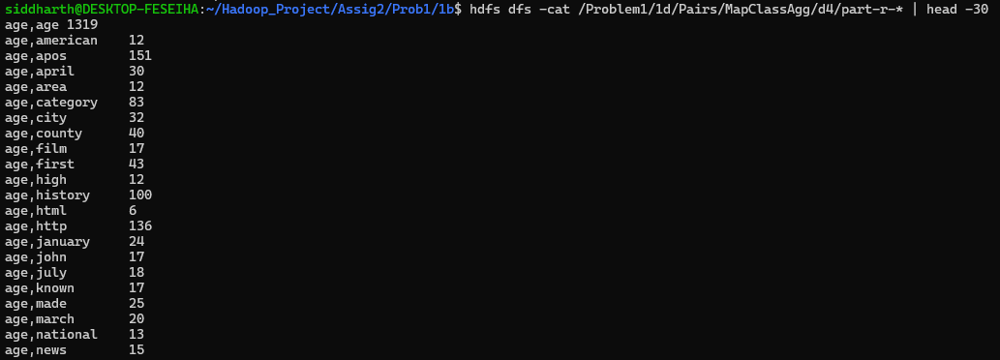 siddharth@DESKTOP-FESEIHA:~/Hadoop_Project/Assig2/Prob1/1b$ hdfs dfs -cat /Problem1/1d/Pairs/MapClassAgg/d4/part-r-* | head -30
age,age 1319
age,american    12
age,apos        151
age,april       30
age,area        12
age,category    83
age,city        32
age,county      40
age,film        17
age,first       43
age,high        12
age,history     100
age,html        6
age,http        136
age,january     24
age,john        17
age,july        18
age,known       17
age,made        25
age,march       20
age,national    13
age,news        15